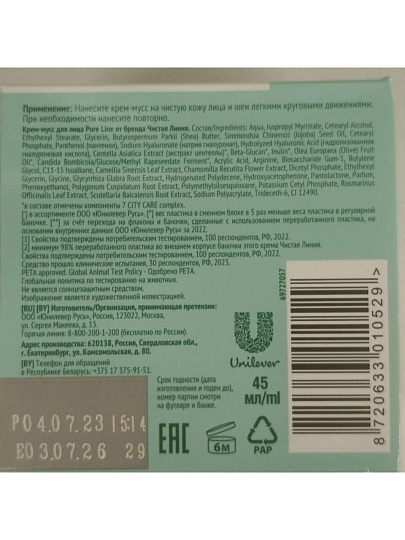 Применение: Нанесите крем-мусс на чистую кожу лица и шеи легкими круговыми движениями.
При необходимости нанесите повторно.
Крем-мусс для лица Pure Line от бренда Чистая Линия. Состав/Ingredients: Aqua, Isopropyl Myristate, Cetearyl Alcohol,
Ethylhexyl Stearate, Glycerin, Butyrospermum Parkii (Shea) Butter, Simmondsia Chinensis (Jojoba) Seed Oil, Cetearyl
Phosphate, Panthenol (пантенол), Sodium Hyaluronate (натрия гиалуронат), Hydrolyzed Hyaluronic Acid (гидролизованная
гиалуроновая кислота), Centella Asiatica Extract* (экстракт центеллы)*, Beta-Glucan*, Inulin*, Olea Europaea (Olive) Fruit
Oil*, Candida Bombicola/Glucose/Methyl Rapeseedate Ferment*, Acrylic Acid, Arginine, Biosaccharide Gum-1, Butylene
Glycol, C13-15 Isoalkane, Camellia Sinensis Leaf Extract, Chamomilla Recutita Flower Extract, Dicetyl Phosphate, Ethylhexyl
Glycerin, Glycine, Glycyrrhiza Glabra Root Extract, Hydrogenated Polydecene, Hydroxyacetophenone, Pantolactone, Parfum,
Phenoxyethanol, Polygonum Cuspidatum Root Extract, Polymethylsilsesquioxane, Potassium Cetyl Phosphate, Rosmarinus
Officinalis Leaf Extract, Scutellaria Baicalensis Root Extract, Sodium Hydroxide, Trideceth-6, CI 12490.
*в составе отмечены компоненты 7 CITY CARE complex.
[] в ассортименте ООО «Юнилевер Русь» [*] вес пластика в сменном блоке в 5 раз меньше веса пластика в регулярной
баночке. [**] за счёт перехода на флаконы и баночки, сделанные с использованием переработанного пластика, на
основании внутренних данных ООО «Юнилевер Русь» за 2022.
[1] Свойства подтверждены потребительским тестированием, 100 респондентов, РФ, 2022.
[2] минимум 98% переработанного пластика во внешнем корпусе баночки этого крема Чистая Линия.
Свойства подтверждены потребительским тестированием, 100 респондентов, РФ, 2022.
Средство прошло клинические испытания, 30 респондентов, РФ, 2023.
PETA approved. Global Animal Test Policy - Одобрено PETA.
Глобальная политика по тестированию на животных.
Не является солнцезащитным средством.
Изображение является художественной иллюстрацией.
[RU] [BY] Изготовитель/Организация, принимающая претензии:
ООО «Юнилевер Русь», Россия, 123022, Москва,
ул. Сергея Макеева, д. 13.
Горячая линия: 8-800-200-1-200 (бесплатно по России).
Адрес производства: 620138, Россия, Свердловская обл.,
г. Екатеринбург, ул. Комсомольская, д. 80.
[BY] Телефон для обращений
в Республике Беларусь: +375 17 375-91-51.
69727057
Unilever
Срок годности (дата
изготовления и годен до),
номер партии смотри на
футляре и банке.
45
мл/ml
PO4.07.23 15:14
EO 3.07.26 29
EAC
6м
PAP
8720633010529>